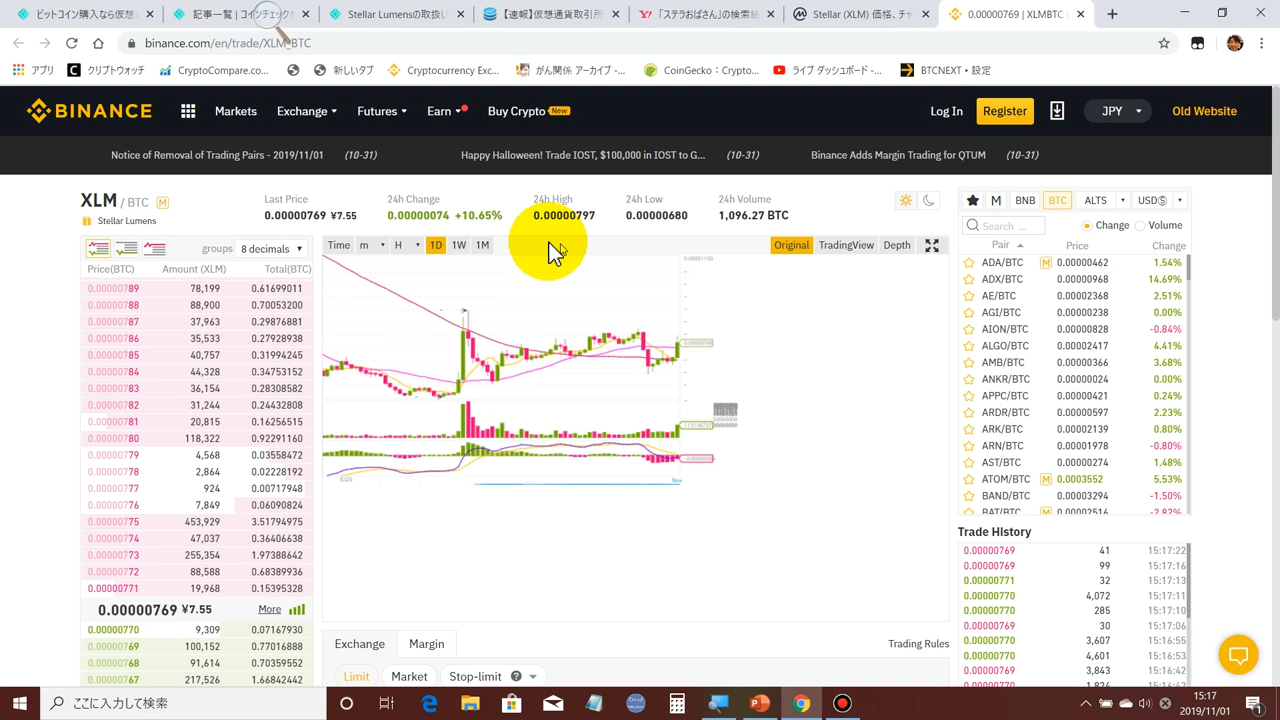 ビットコイン購入なら仮想通
記事一覧 | コインチェック株
Stellar Lumensの取扱い
【速報】仮想通貨取引所
「ステラおばさん」の検索結
Stellar (XLM) 価格、チャ
0.00000769 | XLMBTC
binance.com/en/trade/XLM_BTC
アプリ
クリプトウォッチ
CryptoCompare.co...
新しいタブ
Cryptocurrency Exc...
がん関係 アーカイブ - ...
CoinGecko : Crypto...
ライブ ダッシュボード - ...
BTCNEXT • 設定
BINANCE
Markets
Exchange
Futures
Earn
Buy Crypto New
Log In
Register
JPY
Old Website
Notice of Removal of Trading Pairs - 2019/11/01 (10-31)
Happy Halloween! Trade IOST, $100,000 in IOST to G... (10-31)
Binance Adds Margin Trading for QTUM (10-31)
XLM / BTC M
Stellar Lumens
Last Price
0.00000769 ¥7.55
24h Change
0.00000074 +10.65%
24h High
0.00000797
24h Low
0.00000680
24h Volume
1,096.27 BTC
groups 8 decimals
Price(BTC) Amount (XLM) Total(BTC)
0.00000789 78,199 0.61699011
0.00000788 88,900 0.70053200
0.00000787 37,963 0.29876881
0.00000786 35,533 0.27928938
0.00000785 40,757 0.31994245
0.00000784 44,328 0.34753152
0.00000783 36,154 0.28308582
0.00000782 31,244 0.24432808
0.00000781 20,815 0.16256515
0.00000780 118,322 0.92291160
0.00000779 4,568 0.03558472
0.00000778 2,864 0.02228192
0.00000777 924 0.00717948
0.00000776 7,849 0.06090824
0.00000775 453,929 3.51794975
0.00000774 47,037 0.36406638
0.00000773 255,354 1.97388642
0.00000772 88,588 0.68389936
0.00000771 19,968 0.15395328
0.00000769 ¥7.55 More
0.00000770 9,309 0.07167930
0.00000769 100,152 0.77016888
0.00000768 91,614 0.70359552
0.00000767 217,526 1.66842442
Time m H 1D 1W 1M
Original TradingView Depth
Now
Exchange Margin
Trading Rules
Limit Market Stop-limit
M BNB BTC ALTS USDⓈ
Search...
Change Volume
Pair Price Change
ADA/BTC M 0.00000462 1.54%
ADX/BTC 0.00000968 14.69%
AE/BTC 0.00002368 2.51%
AGI/BTC 0.00000238 0.00%
AION/BTC 0.00000828 -0.84%
ALGO/BTC 0.00002417 4.41%
AMB/BTC 0.00000366 3.68%
ANKR/BTC 0.00000024 0.00%
APPC/BTC 0.00000421 0.24%
ARDR/BTC 0.00000597 2.23%
ARK/BTC 0.00002139 0.80%
ARN/BTC 0.00001978 -0.80%
AST/BTC 0.00000274 1.48%
ATOM/BTC M 0.0003552 5.53%
BAND/BTC 0.00003294 -1.50%
BAT/BTC M 0.00002516 -2.82%
Trade History
0.00000769 41 15:17:22
0.00000769 99 15:17:16
0.00000771 32 15:17:13
0.00000770 4,072 15:17:11
0.00000770 285 15:17:10
0.00000769 30 15:17:06
0.00000770 3,607 15:16:55
0.00000770 4,601 15:16:53
0.00000769 3,843 15:16:42
ここに入力して検索
15:17
2019/11/01